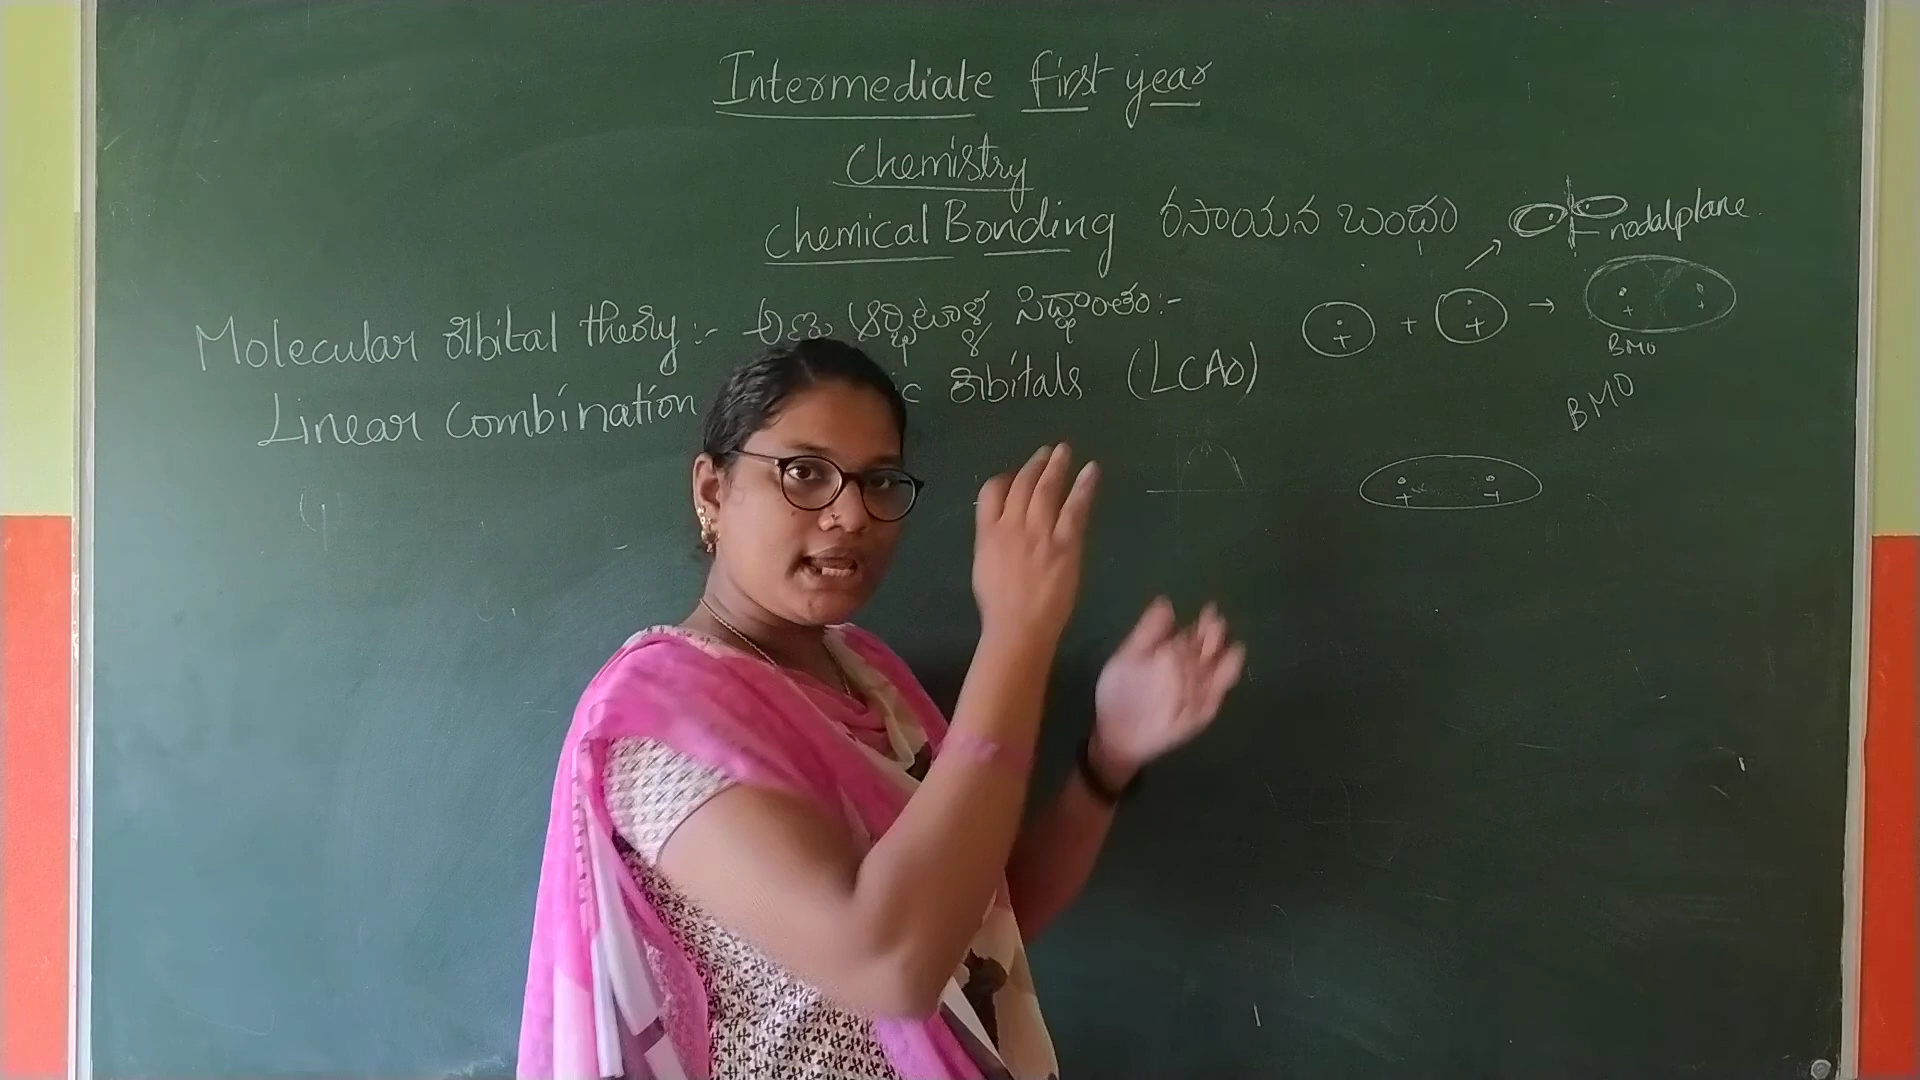 Intermediate first year
Chemistry
chemical Bonding రసాయన బంధం
nodalplane
Molecular orbital theory:- అణు ఆర్బిటాళ్ళ సిద్ధాంతం:-
+ + + →
BMO
Linear combination orbitals (LCAO)
BMO
+ +